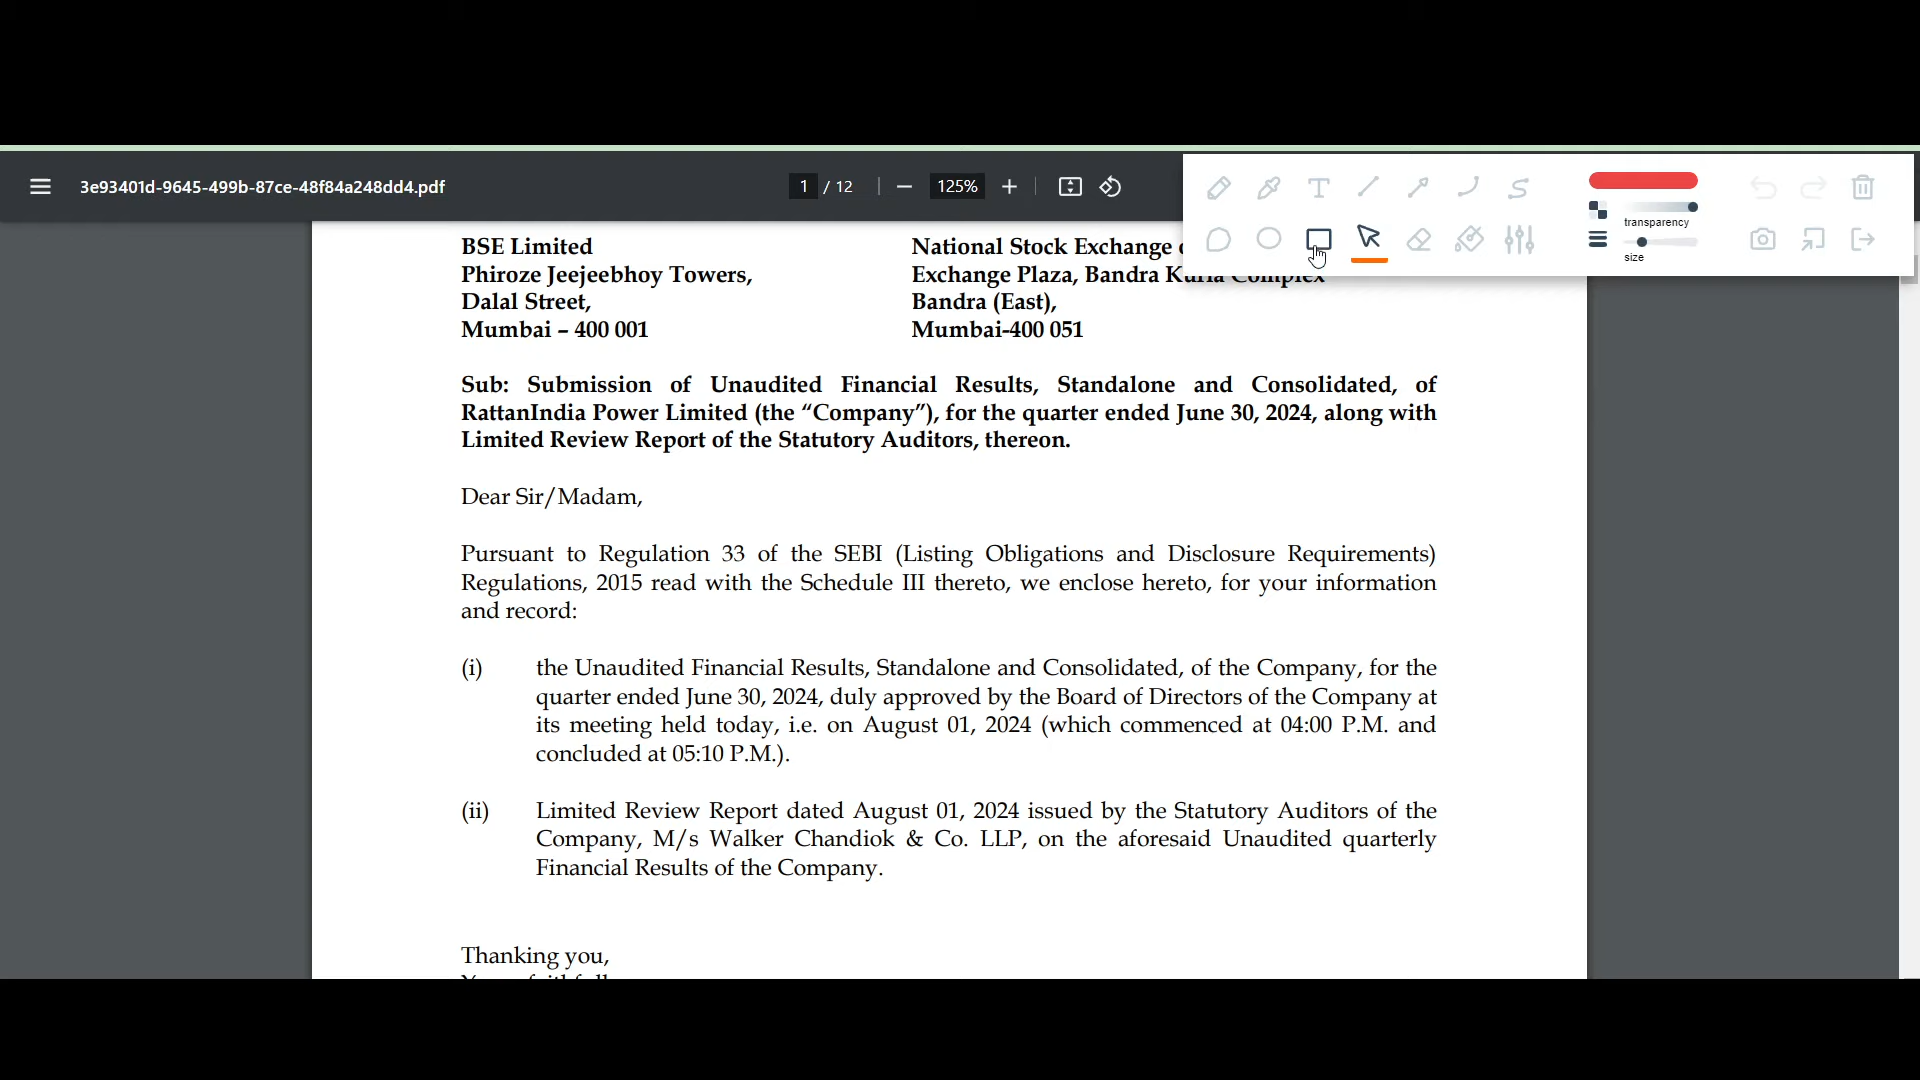 3e93401d-9645-499b-87ce-48f84a248dd4.pdf
1 / 12
125%
transparency
size
BSE Limited
Phiroze Jeejeebhoy Towers,
Dalal Street,
Mumbai – 400 001
National Stock Exchange
Exchange Plaza, Bandra Kurla Complex
Bandra (East),
Mumbai-400 051
Sub: Submission of Unaudited Financial Results, Standalone and Consolidated, of
RattanIndia Power Limited (the “Company”), for the quarter ended June 30, 2024, along with
Limited Review Report of the Statutory Auditors, thereon.
Dear Sir/Madam,
Pursuant to Regulation 33 of the SEBI (Listing Obligations and Disclosure Requirements)
Regulations, 2015 read with the Schedule III thereto, we enclose hereto, for your information
and record:
(i) the Unaudited Financial Results, Standalone and Consolidated, of the Company, for the
quarter ended June 30, 2024, duly approved by the Board of Directors of the Company at
its meeting held today, i.e. on August 01, 2024 (which commenced at 04:00 P.M. and
concluded at 05:10 P.M.).
(ii) Limited Review Report dated August 01, 2024 issued by the Statutory Auditors of the
Company, M/s Walker Chandiok & Co. LLP, on the aforesaid Unaudited quarterly
Financial Results of the Company.
Thanking you,